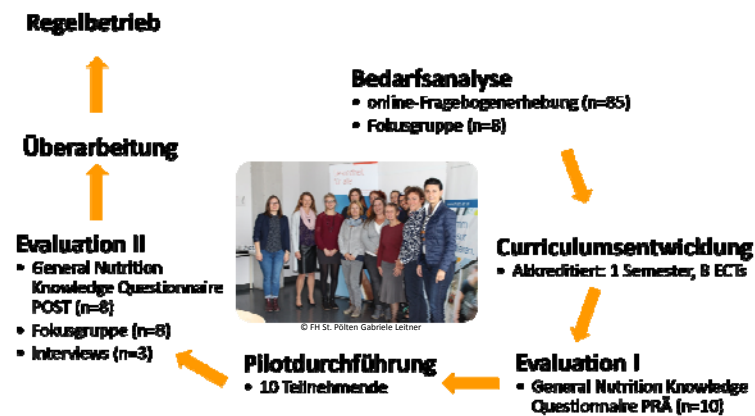 Regelbetrieb
Bedarfsanalyse
• online-Fragebogenerhebung (n=85)
• Fokusgruppe (n=8)
Überarbeitung
Evaluation II
• General Nutrition
Knowledge Questionnaire
POST (n=8)
• Fokusgruppe (n=8)
• Interviews (n=3)
Curriculumsentwicklung
• Akkreditiert: 1 Semester, 8 ECTs
© FH St. Pölten Gabriele Leitner
Pilotdurchführung
• 10 Teilnehmende
Evaluation I
• General Nutrition Knowledge
Questionnaire PRÄ (n=10)